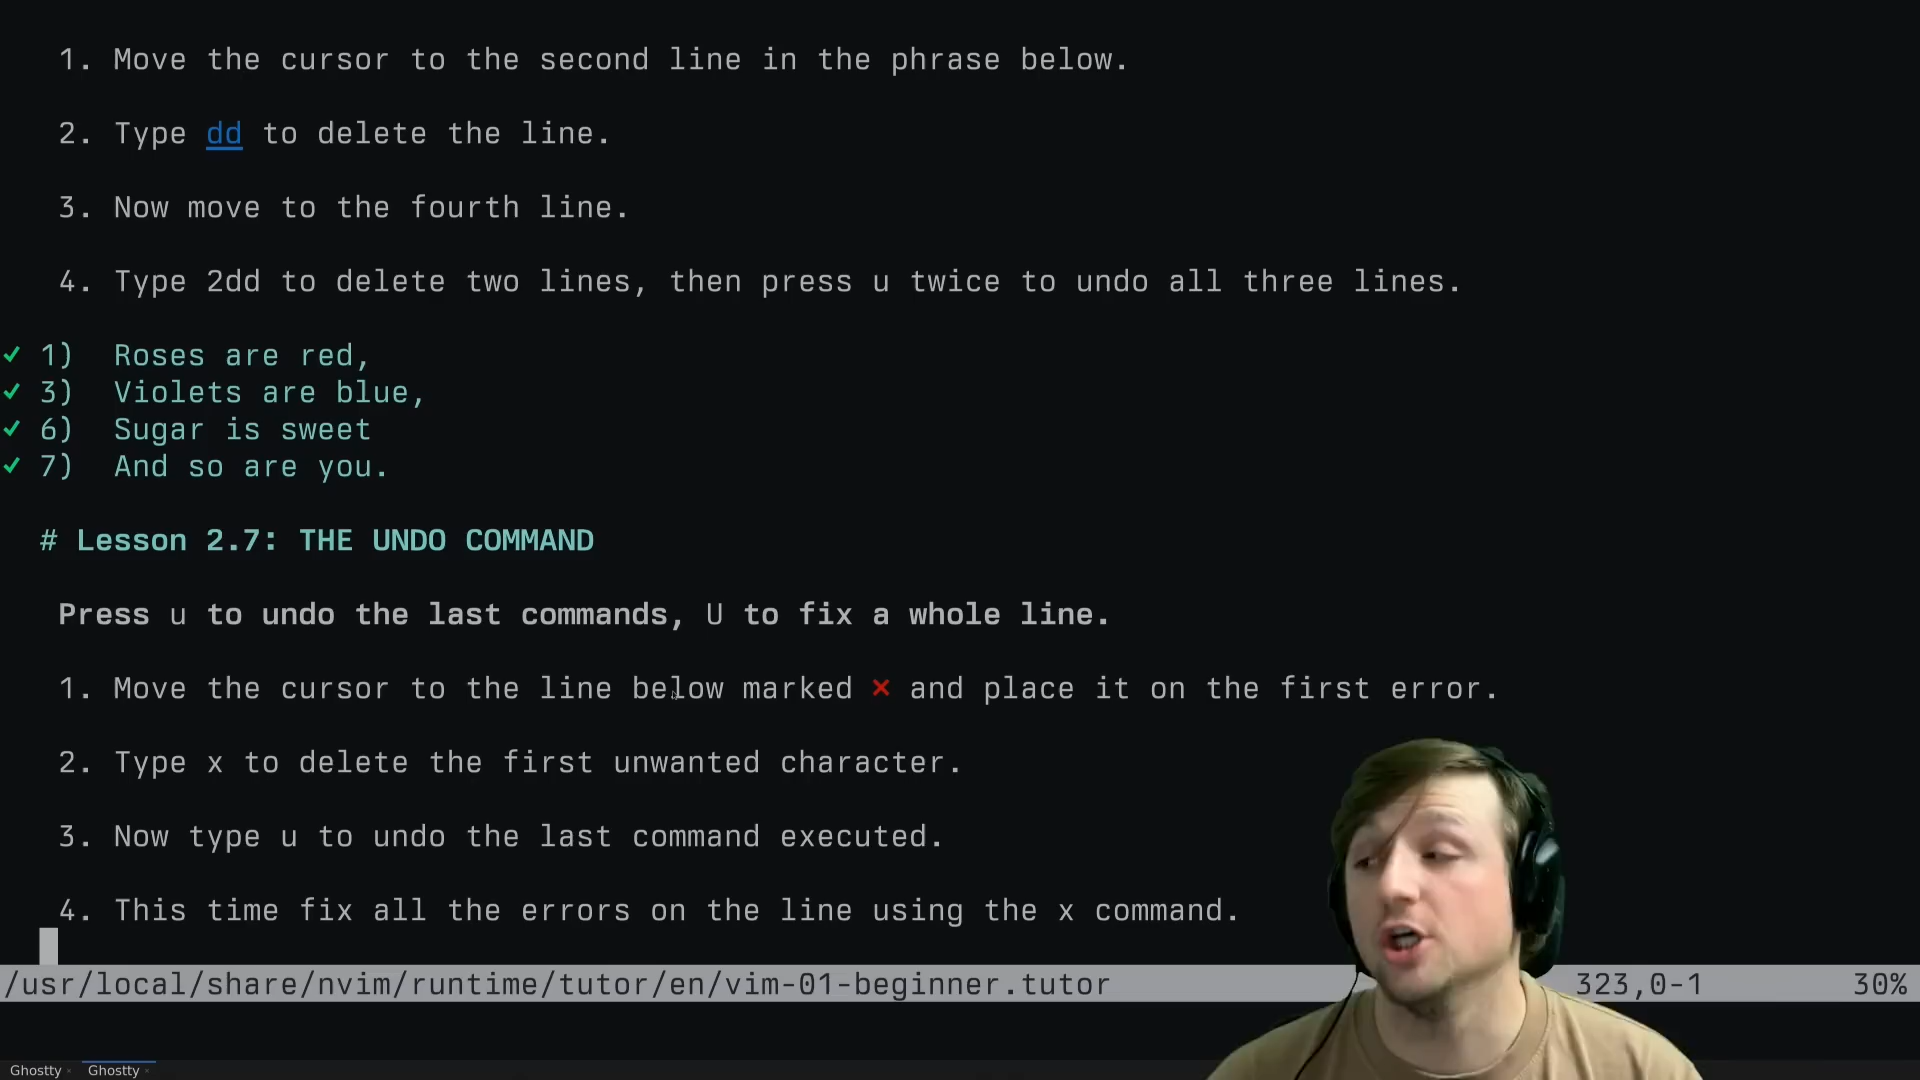 1. Move the cursor to the second line in the phrase below.
2. Type dd to delete the line.
3. Now move to the fourth line.
4. Type 2dd to delete two lines, then press u twice to undo all three lines.
✓ 1) Roses are red,
✓ 3) Violets are blue,
✓ 6) Sugar is sweet
✓ 7) And so are you.
# Lesson 2.7: THE UNDO COMMAND
Press u to undo the last commands, U to fix a whole line.
1. Move the cursor to the line below marked ✗ and place it on the first error.
2. Type x to delete the first unwanted character.
3. Now type u to undo the last command executed.
4. This time fix all the errors on the line using the x command.
/usr/local/share/nvim/runtime/tutor/en/vim-01-beginner.tutor 323,0-1 30%
Ghostty Ghostty